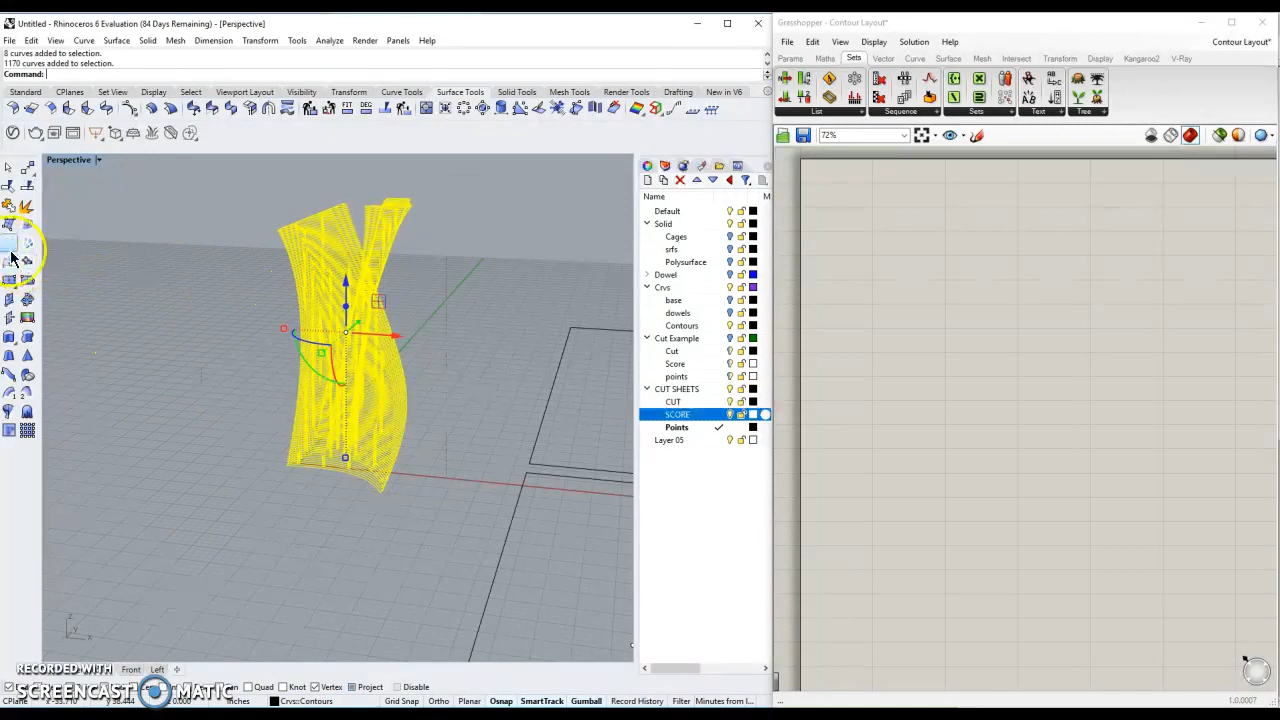 Untitled - Rhinoceros 6 Evaluation (84 Days Remaining) - [Perspective]
File Edit View Curve Surface Solid Mesh Dimension Transform Tools Analyze Render Panels Help
8 curves added to selection.
1170 curves added to selection.
Command:
Standard CPlanes Set View Display Select Viewport Layout Visibility Transform Curve Tools Surface Tools Solid Tools Mesh Tools Render Tools Drafting New in V6
FIT DEG
Perspective
Name M
Default
Solid
Cages
srfs
Polysurface
Dowel
Crvs
base
dowels
Contours
Cut Example
Cut
Score
points
CUT SHEETS
CUT
SCORE
Points
Layer 05
z
y
x
Front Left
Quad Knot Vertex Project Disable
Inches Crvs::Contours Grid Snap Ortho Planar Osnap SmartTrack Gumball Record History Filter Minutes from l...
RECORDED WITH
SCREENCAST MATIC
Grasshopper - Contour Layout*
File Edit View Display Solution Help Contour Layout*
Params Maths Sets Vector Curve Surface Mesh Intersect Transform Display Kangaroo2 V-Ray
List Sequence Sets Text Tree
72%
...
1.0.0007